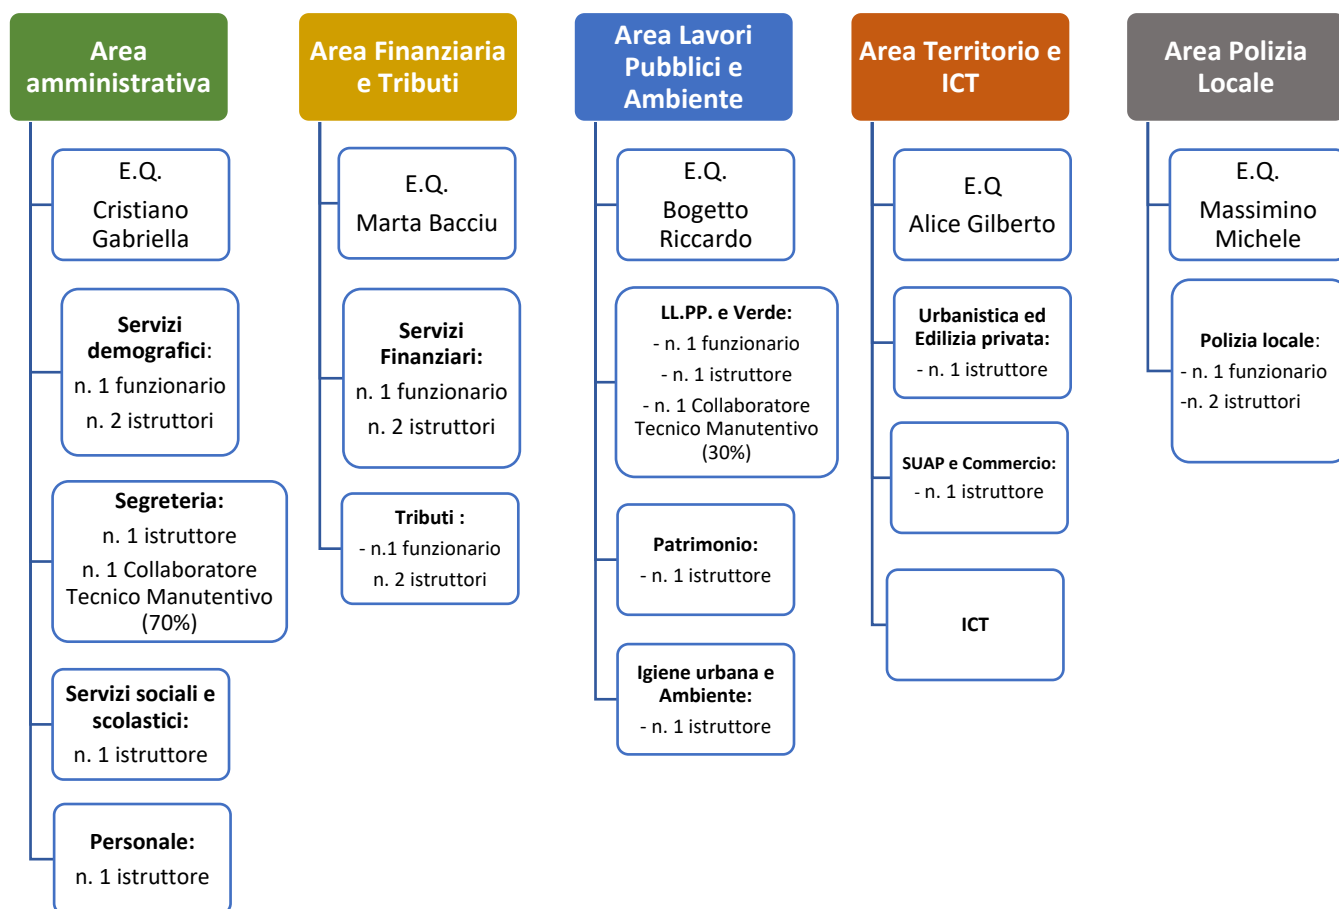 Area
amministrativa
E.Q.
Cristiano
Gabriella
Servizi
demografici:
n. 1 funzionario
n. 2 istruttori
Segreteria:
n. 1 istruttore
n. 1 Collaboratore
Tecnico Manutentivo
(70%)
Servizi sociali e
scolastici:
n. 1 istruttore
Personale:
n. 1 istruttore
Area Finanziaria
e Tributi
E.Q.
Marta Bacciu
Servizi
Finanziari:
n. 1 funzionario
n. 2 istruttori
Tributi :
- n.1 funzionario
n. 2 istruttori
Area Lavori
Pubblici e
Ambiente
E.Q.
Bogetto
Riccardo
LL.PP. e Verde:
- n. 1 funzionario
- n. 1 istruttore
- n. 1 Collaboratore
Tecnico Manutentivo
(30%)
Patrimonio:
- n. 1 istruttore
Igiene urbana e
Ambiente:
- n. 1 istruttore
Area Territorio e
ICT
E.Q
Alice Gilberto
Urbanistica ed
Edilizia privata:
- n. 1 istruttore
SUAP e Commercio:
- n. 1 istruttore
ICT
Area Polizia
Locale
E.Q.
Massimino
Michele
Polizia locale:
- n. 1 funzionario
-n. 2 istruttori